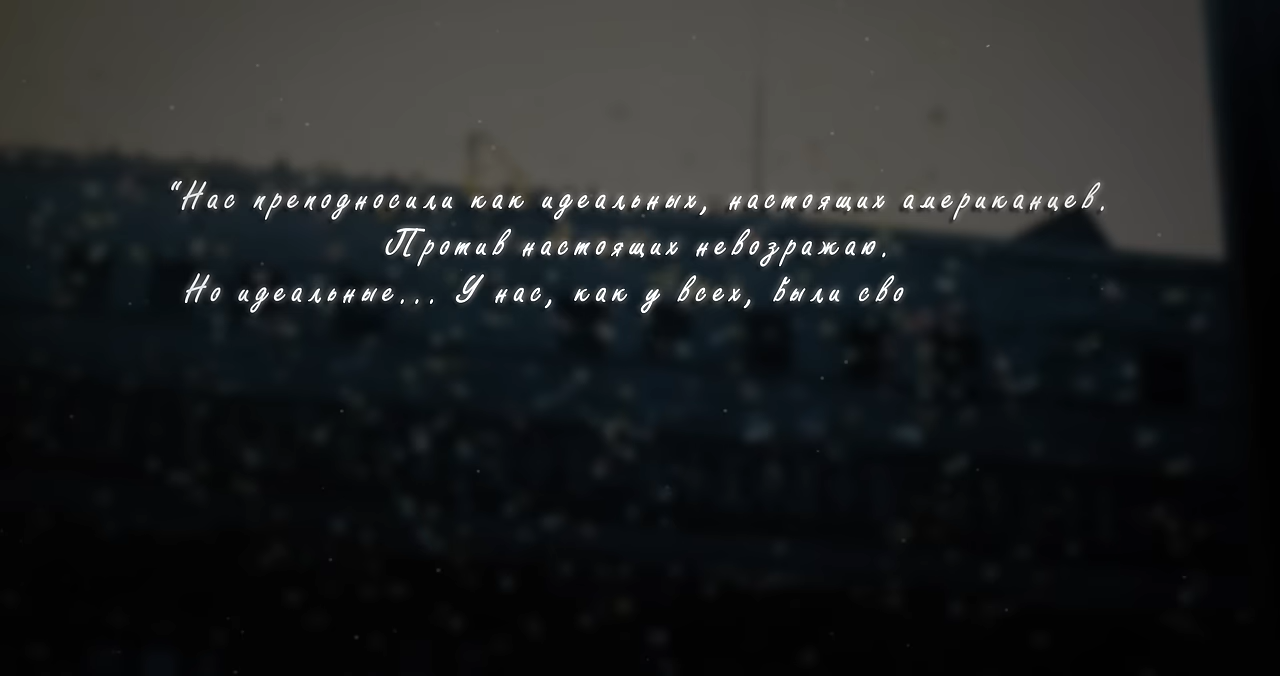 “Нас преподносили как идеальных, настоящих американцев.
Против настоящих невозражаю.
Но идеальные... У нас, как у всех, были сво